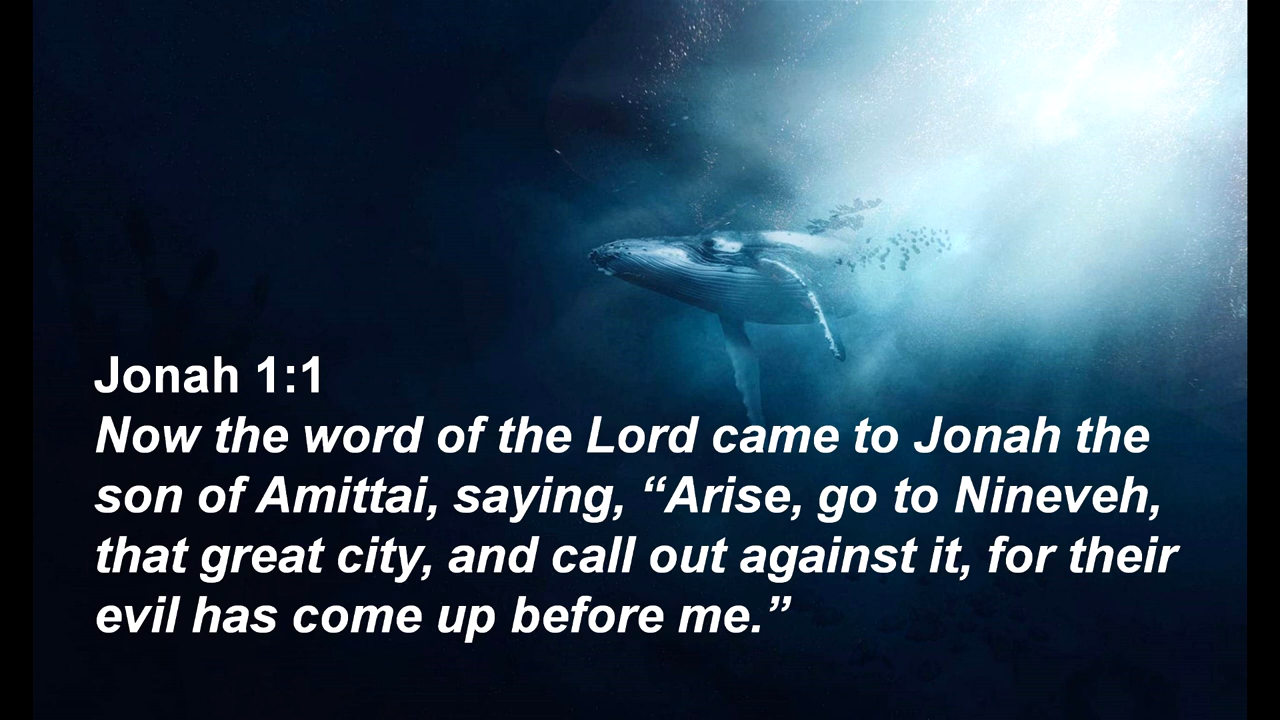 Jonah 1:1
Now the word of the Lord came to Jonah the
son of Amittai, saying, “Arise, go to Nineveh,
that great city, and call out against it, for their
evil has come up before me.”